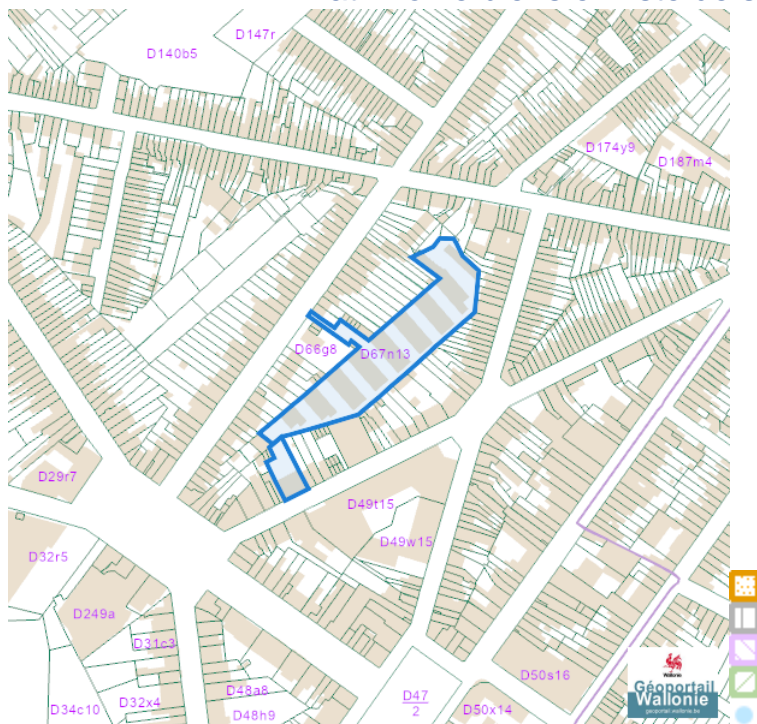 D147r
D140b5
D174y9
D187m4
D66g8
D67n13
D29r7
D49t15
D49w15
D32r5
D249a
D31c3
D50s16
D48a8
D47
2
D34c10
D32x4
D48h9
D50x14
Wallonie
Géoportail
Wallonie
geoportail.wallonie.be